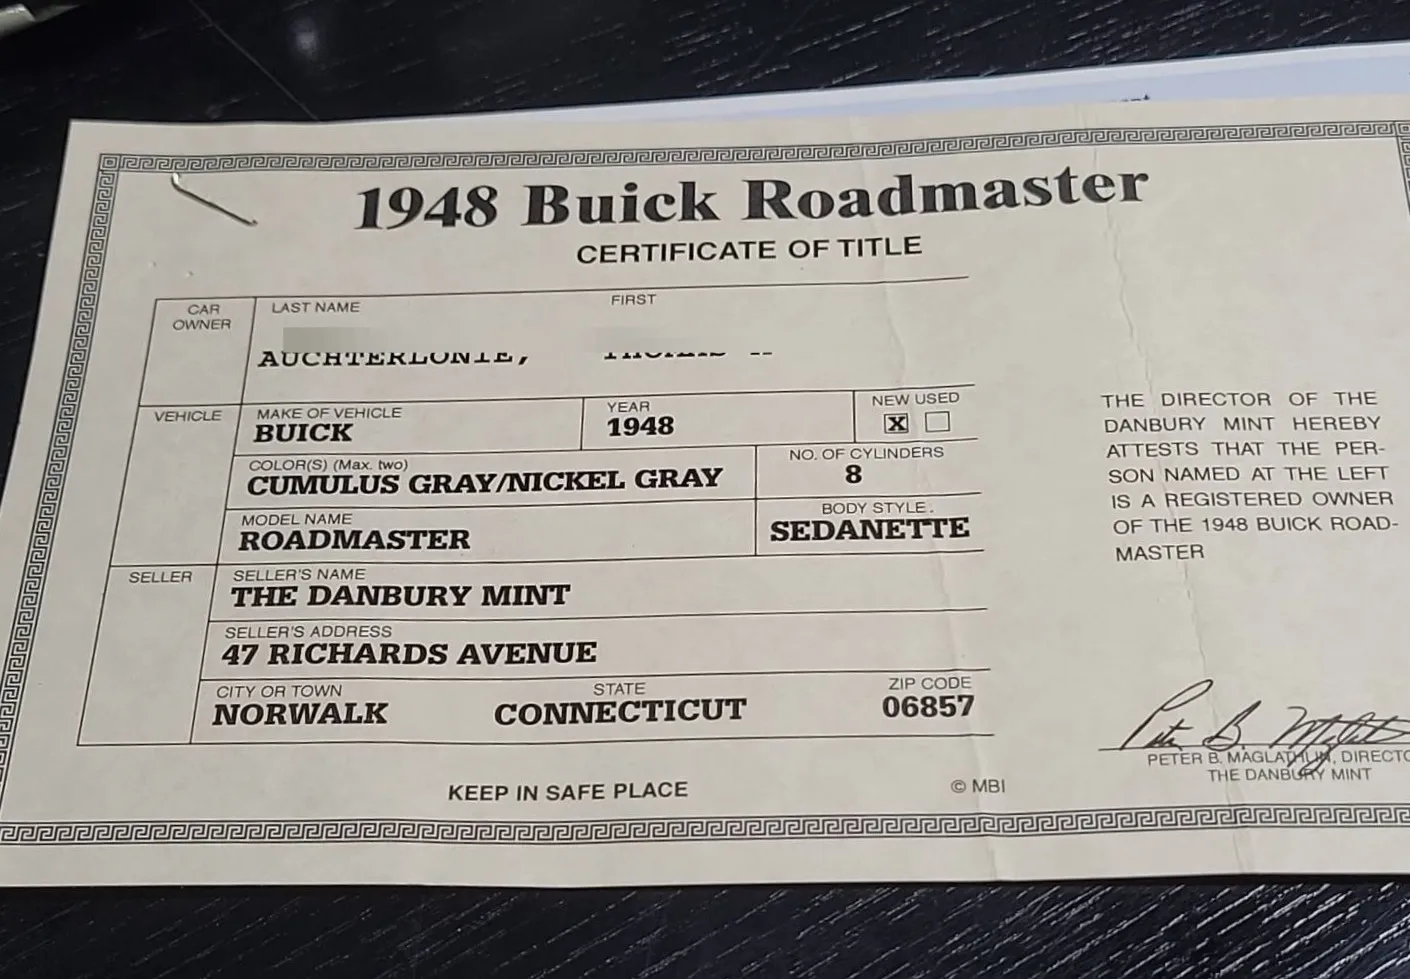 1948 Buick Roadmaster
CERTIFICATE OF TITLE
CAR OWNER
LAST NAME FIRST
AUCHTERLONIE,
VEHICLE
MAKE OF VEHICLE
BUICK
YEAR
1948
NEW USED
X
COLOR(S) (Max. two)
CUMULUS GRAY/NICKEL GRAY
NO. OF CYLINDERS
8
MODEL NAME
ROADMASTER
BODY STYLE.
SEDANETTE
SELLER
SELLER'S NAME
THE DANBURY MINT
SELLER'S ADDRESS
47 RICHARDS AVENUE
CITY OR TOWN STATE ZIP CODE
NORWALK CONNECTICUT 06857
THE DIRECTOR OF THE
DANBURY MINT HEREBY
ATTESTS THAT THE PER-
SON NAMED AT THE LEFT
IS A REGISTERED OWNER
OF THE 1948 BUICK ROAD-
MASTER
PETER B. MAGLATHLIN, DIRECTO
THE DANBURY MINT
KEEP IN SAFE PLACE
© MBI